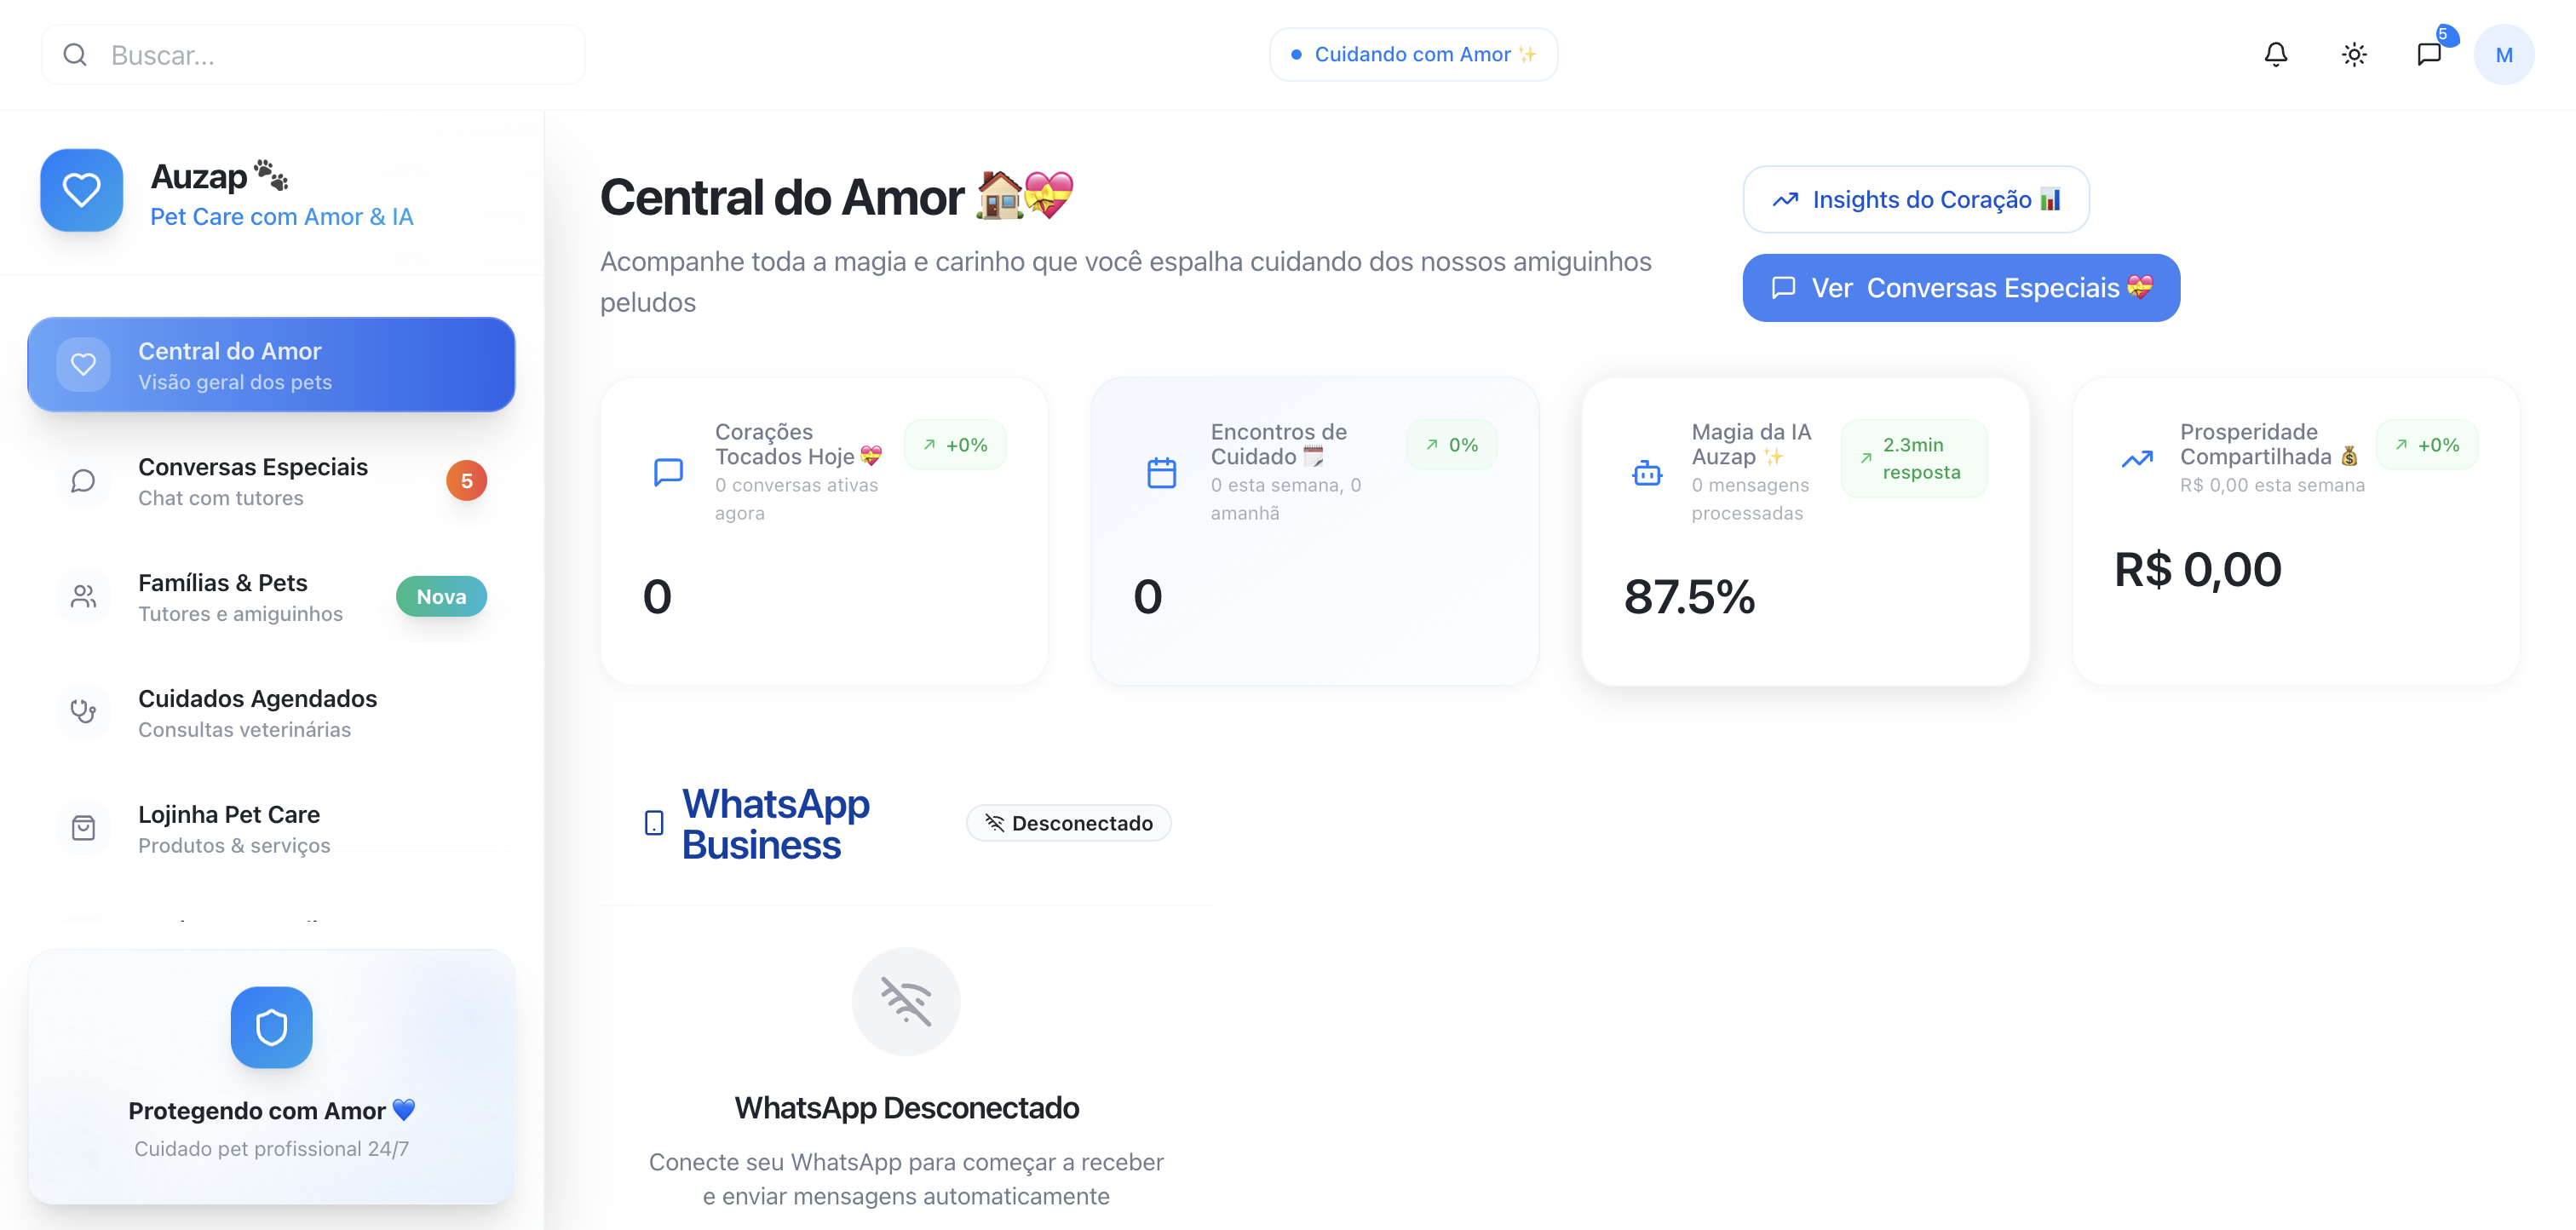 Buscar...
Cuidando com Amor ✨
5
M
Auzap 🐾
Pet Care com Amor & IA
Central do Amor
Visão geral dos pets
Conversas Especiais
Chat com tutores
5
Famílias & Pets
Tutores e amiguinhos
Nova
Cuidados Agendados
Consultas veterinárias
Lojinha Pet Care
Produtos & serviços
Protegendo com Amor 💙
Cuidado pet profissional 24/7
Central do Amor 🏠💝
Acompanhe toda a magia e carinho que você espalha cuidando dos nossos amiguinhos
peludos
Insights do Coração 📊
Ver Conversas Especiais 💝
Corações
Tocados Hoje 💝
0 conversas ativas
agora
+0%
0
Encontros de
Cuidado 🗓️
0 esta semana, 0
amanhã
0%
0
Magia da IA
Auzap ✨
0 mensagens
processadas
2.3min
resposta
87.5%
Prosperidade
Compartilhada 💰
R$ 0,00 esta semana
+0%
R$ 0,00
WhatsApp
Business
Desconectado
WhatsApp Desconectado
Conecte seu WhatsApp para começar a receber
e enviar mensagens automaticamente